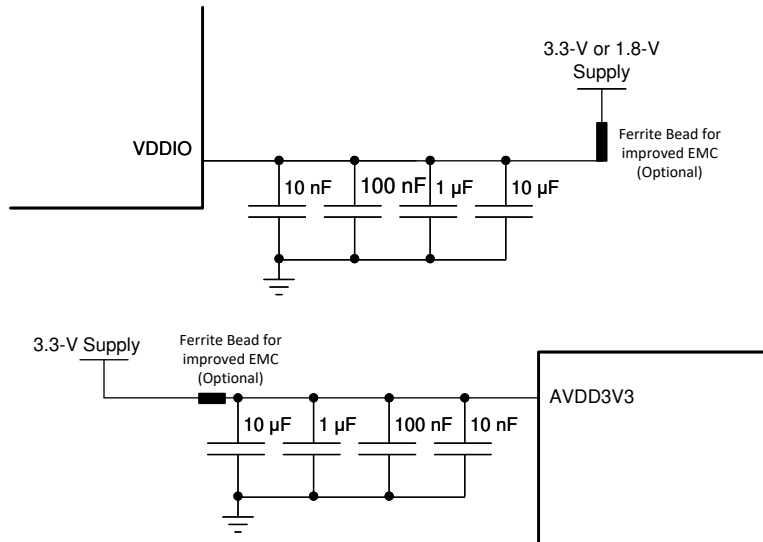 3.3-V or 1.8-V
Supply
VDDIO
Ferrite Bead for
improved EMC
(Optional)
10 nF
100 nF
1 µF
10 µF
3.3-V Supply
Ferrite Bead for
improved EMC
(Optional)
AVDD3V3
10 µF
1 µF
100 nF
10 nF